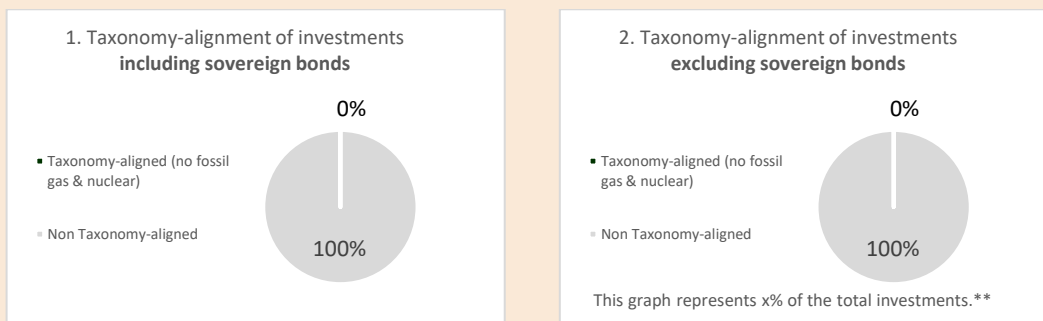 1. Taxonomy-alignment of investments
including sovereign bonds
0%
Taxonomy-aligned (no fossil
gas & nuclear)
Non Taxonomy-aligned
100%
2. Taxonomy-alignment of investments
excluding sovereign bonds
0%
Taxonomy-aligned (no fossil
gas & nuclear)
Non Taxonomy-aligned
100%
This graph represents x% of the total investments.**